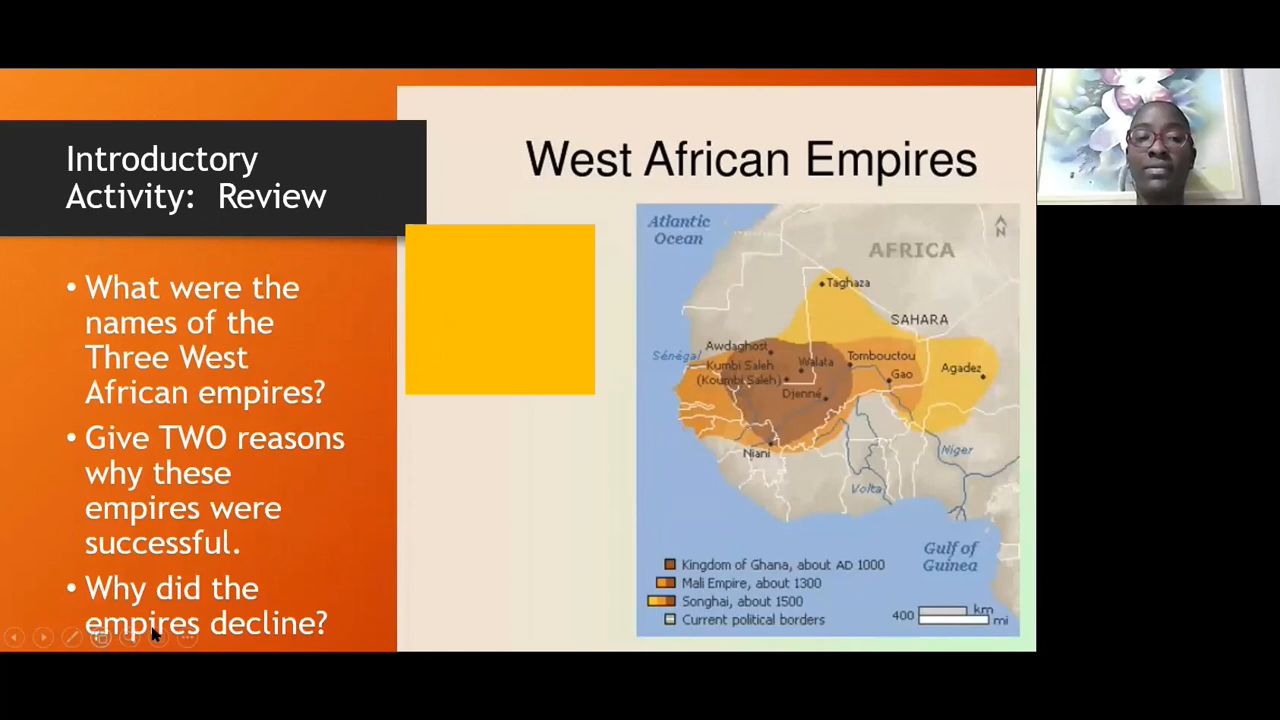 Introductory
Activity:  Review
• What were the
names of the
Three West
African empires?
• Give TWO reasons
why these
empires were
successful.
• Why did the
empires decline?
West African Empires
Atlantic
Ocean
AFRICA
Taghaza
SAHARA
Sénégal
Awdaghost
Walata
Tombouctou
Kumbi Saleh
(Koumbi Saleh)
Gao
Agadez
Djenné
Niani
Niger
Volta
Gulf of
Guinea
N
Kingdom of Ghana, about AD 1000
Mali Empire, about 1300
Songhai, about 1500
Current political borders
400
km
mi